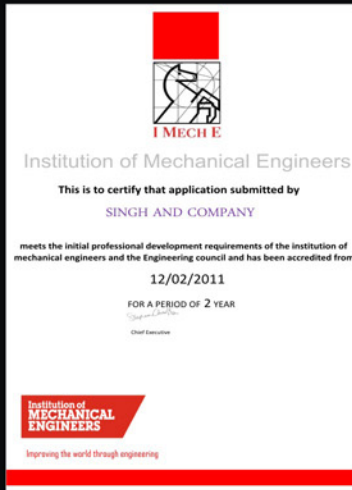 I MECH E
Institution of Mechanical Engineers
This is to certify that application submitted by
SINGH AND COMPANY
meets the initial professional development requirements of the institution of
mechanical engineers and the Engineering council and has been accredited from
12/02/2011
FOR A PERIOD OF 2 YEAR
Chief Executive
Institution of
MECHANICAL
ENGINEERS
Improving the world through engineering